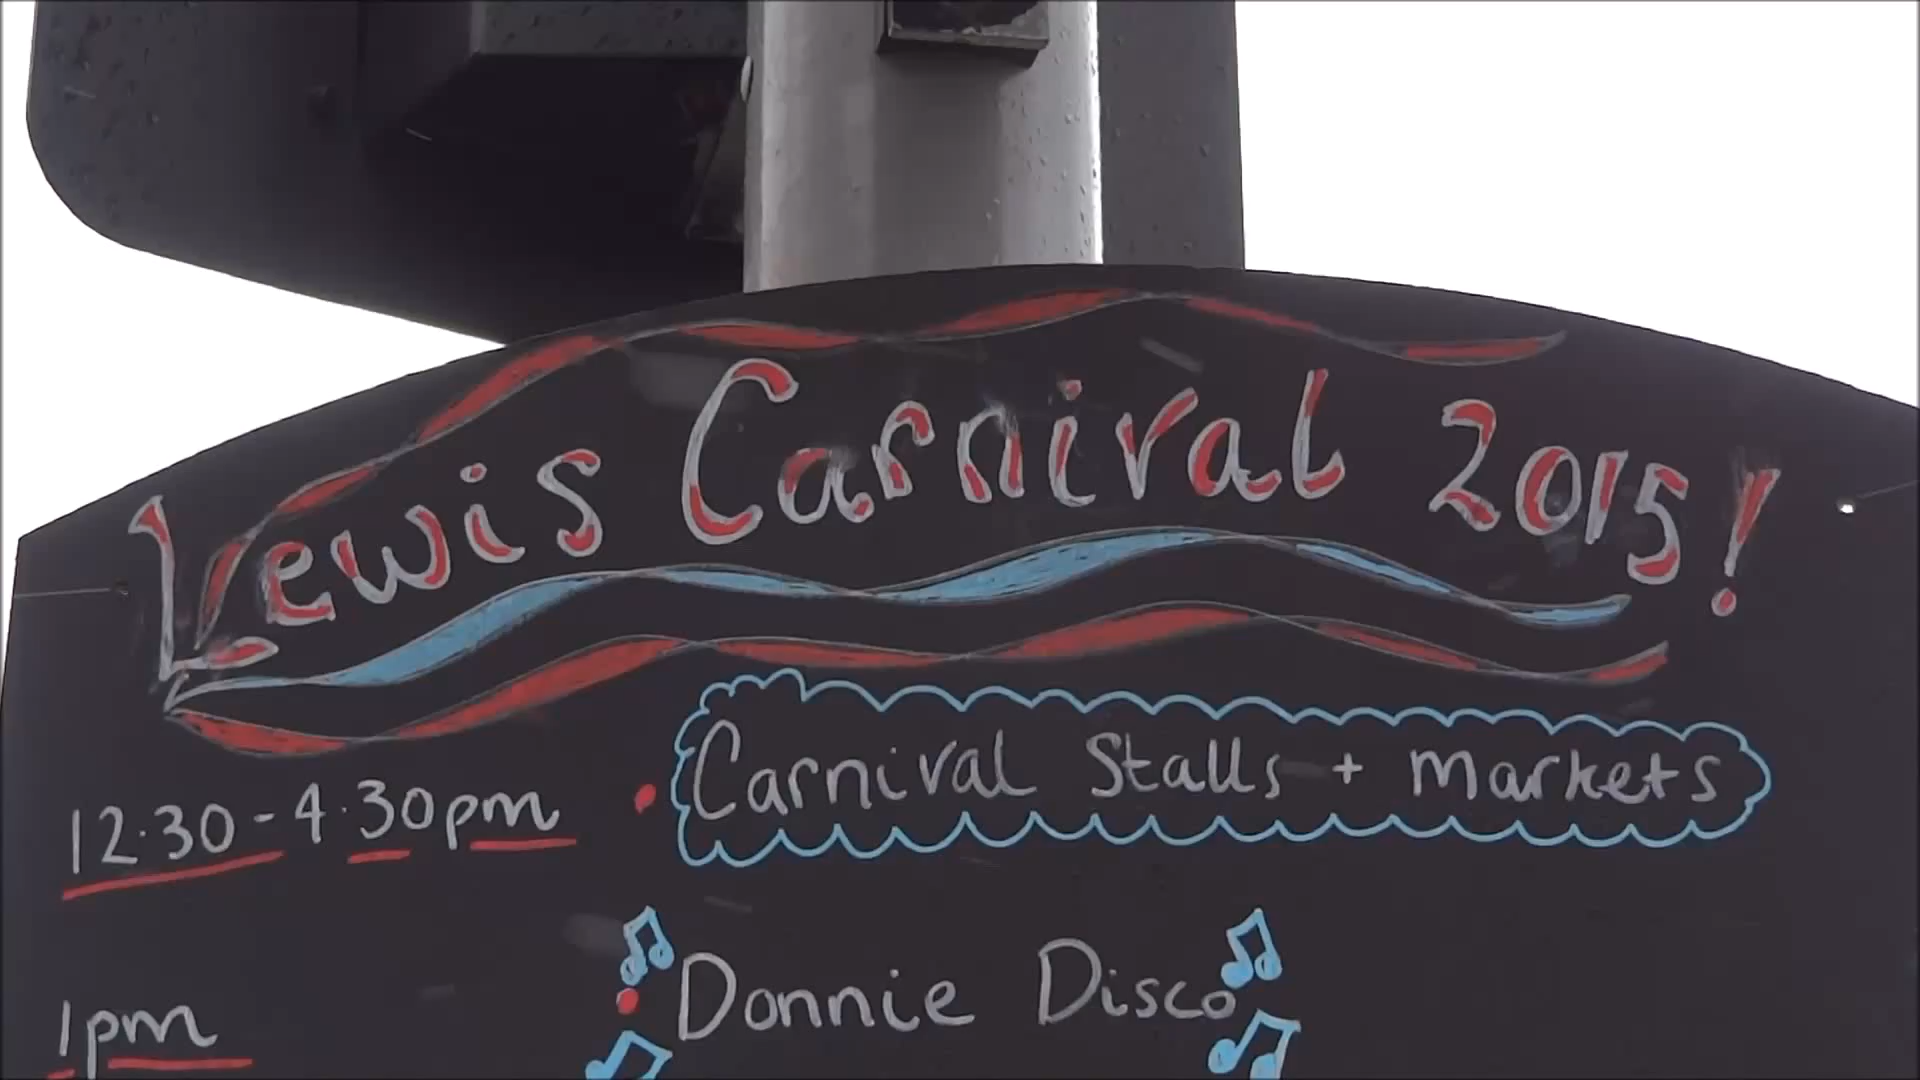 Lewis Carnival 2015!
12.30 - 4.30pm • Carnival Stalls + Markets
1pm • Donnie Disco